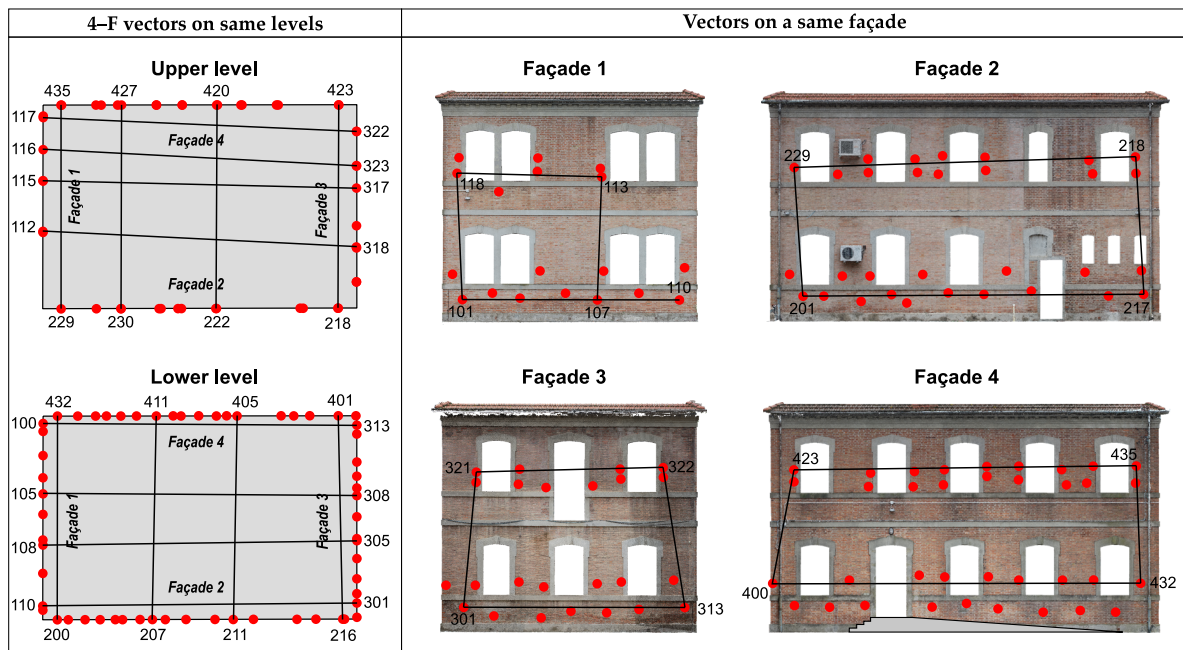 4–F vectors on same levels
Vectors on a same façade
Upper level
435 427 420 423
117
322
Façade 4
116
323
115
317
Façade 1
Façade 3
112
318
Façade 2
229 230 222 218
Lower level
432 411 405 401
100
313
Façade 4
105
308
Façade 1
Façade 3
108
305
Façade 2
110
301
200 207 211 216
Façade 1
118
113
110
101
107
Façade 2
229
218
201
217
Façade 3
321
322
301
313
Façade 4
423
435
400
432